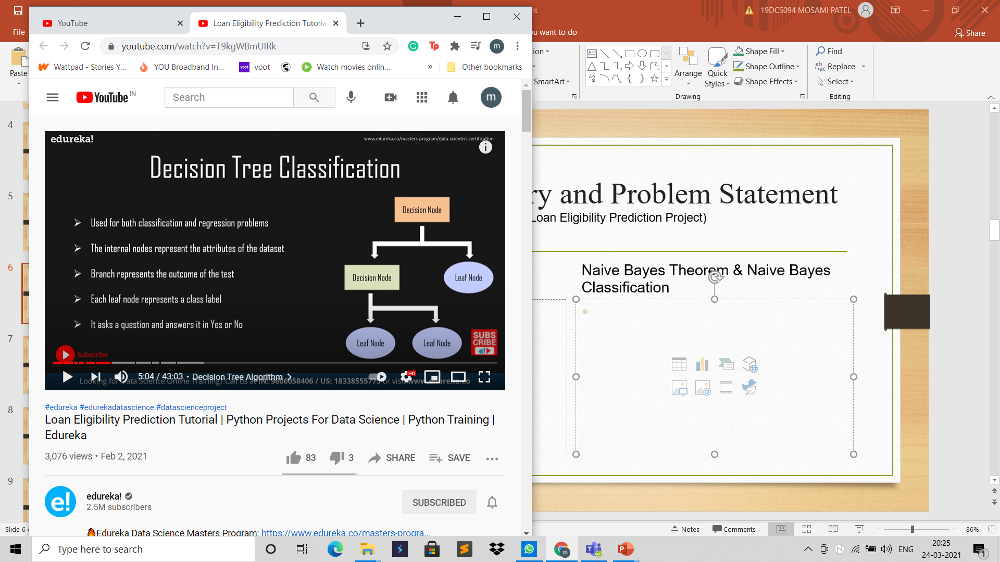 YouTube
Loan Eligibility Prediction Tutoria
nt
19DCS094 MOSAMI PATEL
File
ou want to do
Share
youtube.com/watch?v=T9kgWBmUlRk
m
Wattpad - Stories Y...
YOU Broadband In...
voot
voot
Watch movies onlin...
»
Other bookmarks
Paste
tion
SmartArt
Arrange
Quick
Styles
Shape Fill
Shape Outline
Shape Effects
Drawing
Find
Replace
Select
Editing
YouTube IN
Search
m
edureka!
www.edureka.co/masters-program/data-scientist-certification
Decision Tree Classification
Used for both classification and regression problems
The internal nodes represent the attributes of the dataset
Branch represents the outcome of the test
Each leaf node represents a class label
It asks a question and answers it in Yes or No
Decision Node
Decision Node
Leaf Node
Leaf Node
Leaf Node
SUBS
CRIBE
e!
Subscribe
5:04 / 43:03 • Decision Tree Algorithm
HD
Looking for Data Science Online Training? Call us at IN: 9606058406 / US: 18338555775 or visit www.edureka.co
#edureka #edurekadatascience #datascienceproject
Loan Eligibility Prediction Tutorial | Python Projects For Data Science | Python Training |
Edureka
3,076 views • Feb 2, 2021
83
3
SHARE
SAVE
e!
edureka!
2.5M subscribers
SUBSCRIBED
Edureka Data Science Masters Program: https://www.edureka.co/masters-progra...
4
5
6
7
8
9
ry and Problem Statement
Loan Eligibility Prediction Project)
Naive Bayes Theorem & Naive Bayes
Classification
Slide 6
Notes
Comments
86%
Type here to search
ENG
20:25
24-03-2021
1